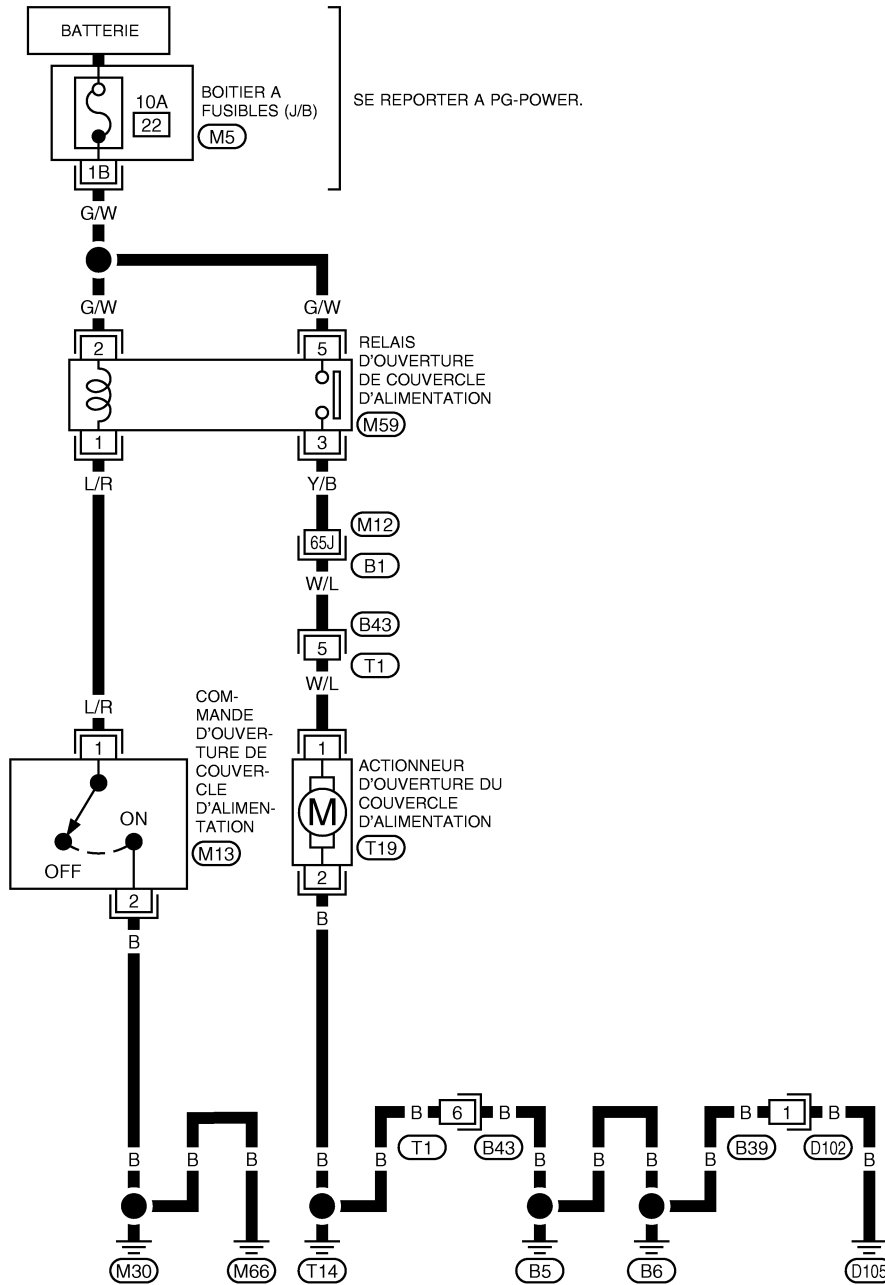 BATTERIE
10A
22
BOITIER A
FUSIBLES (J/B)
M5
SE REPORTER A PG-POWER.
1B
G/W
G/W
G/W
2
5
RELAIS
D'OUVERTURE
DE COUVERCLE
D'ALIMENTATION
M59
1
3
L/R
Y/B
M12
65J
B1
W/L
B43
5
T1
W/L
L/R
COM-
MANDE
D'OUVER-
TURE DE
COUVER-
CLE
D'ALIMEN-
TATION
M13
1
ON
OFF
2
1
ACTIONNEUR
D'OUVERTURE DU
COUVERCLE
D'ALIMENTATION
T19
M
2
B
B
B
6
B
B
1
B
T1
B43
B39
D102
B
B
B
B
B
B
B
B
B
B
M30
M66
T14
B5
B6
D105